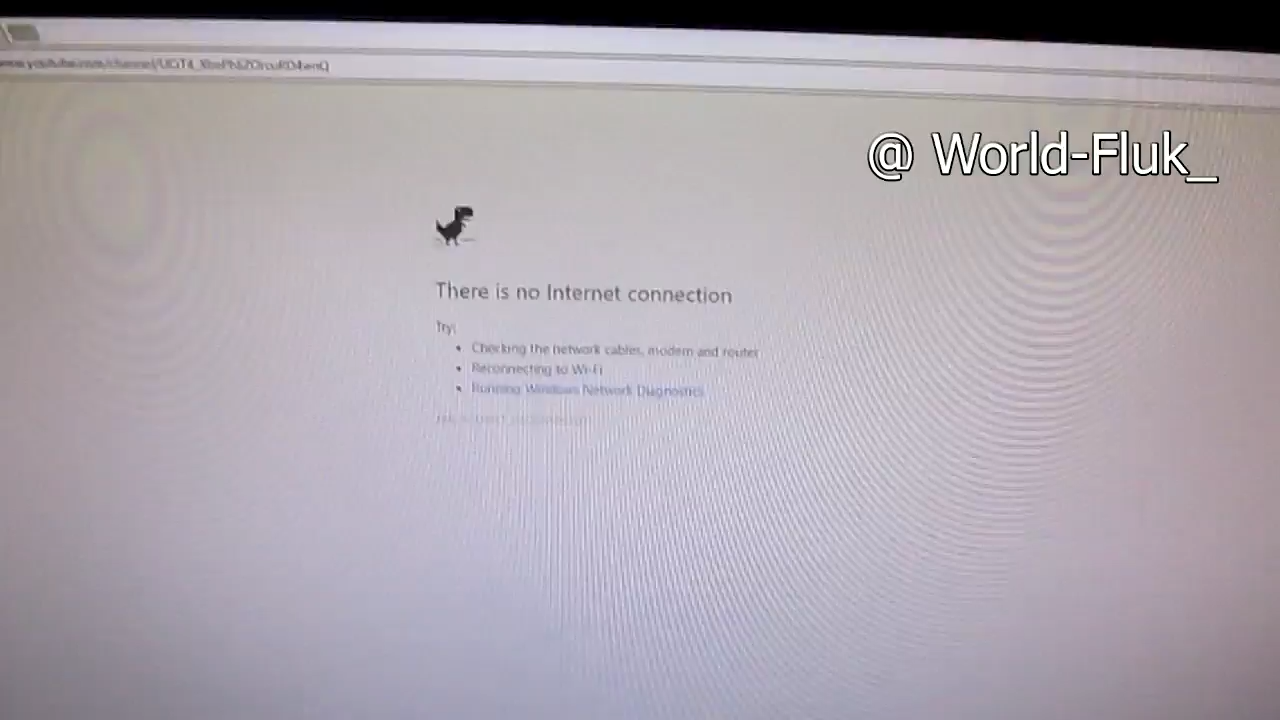 @ World-Fluk_
There is no Internet connection
Try:
Checking the network cables, modem and router
Reconnecting to Wi-Fi
Running Windows Network Diagnostics